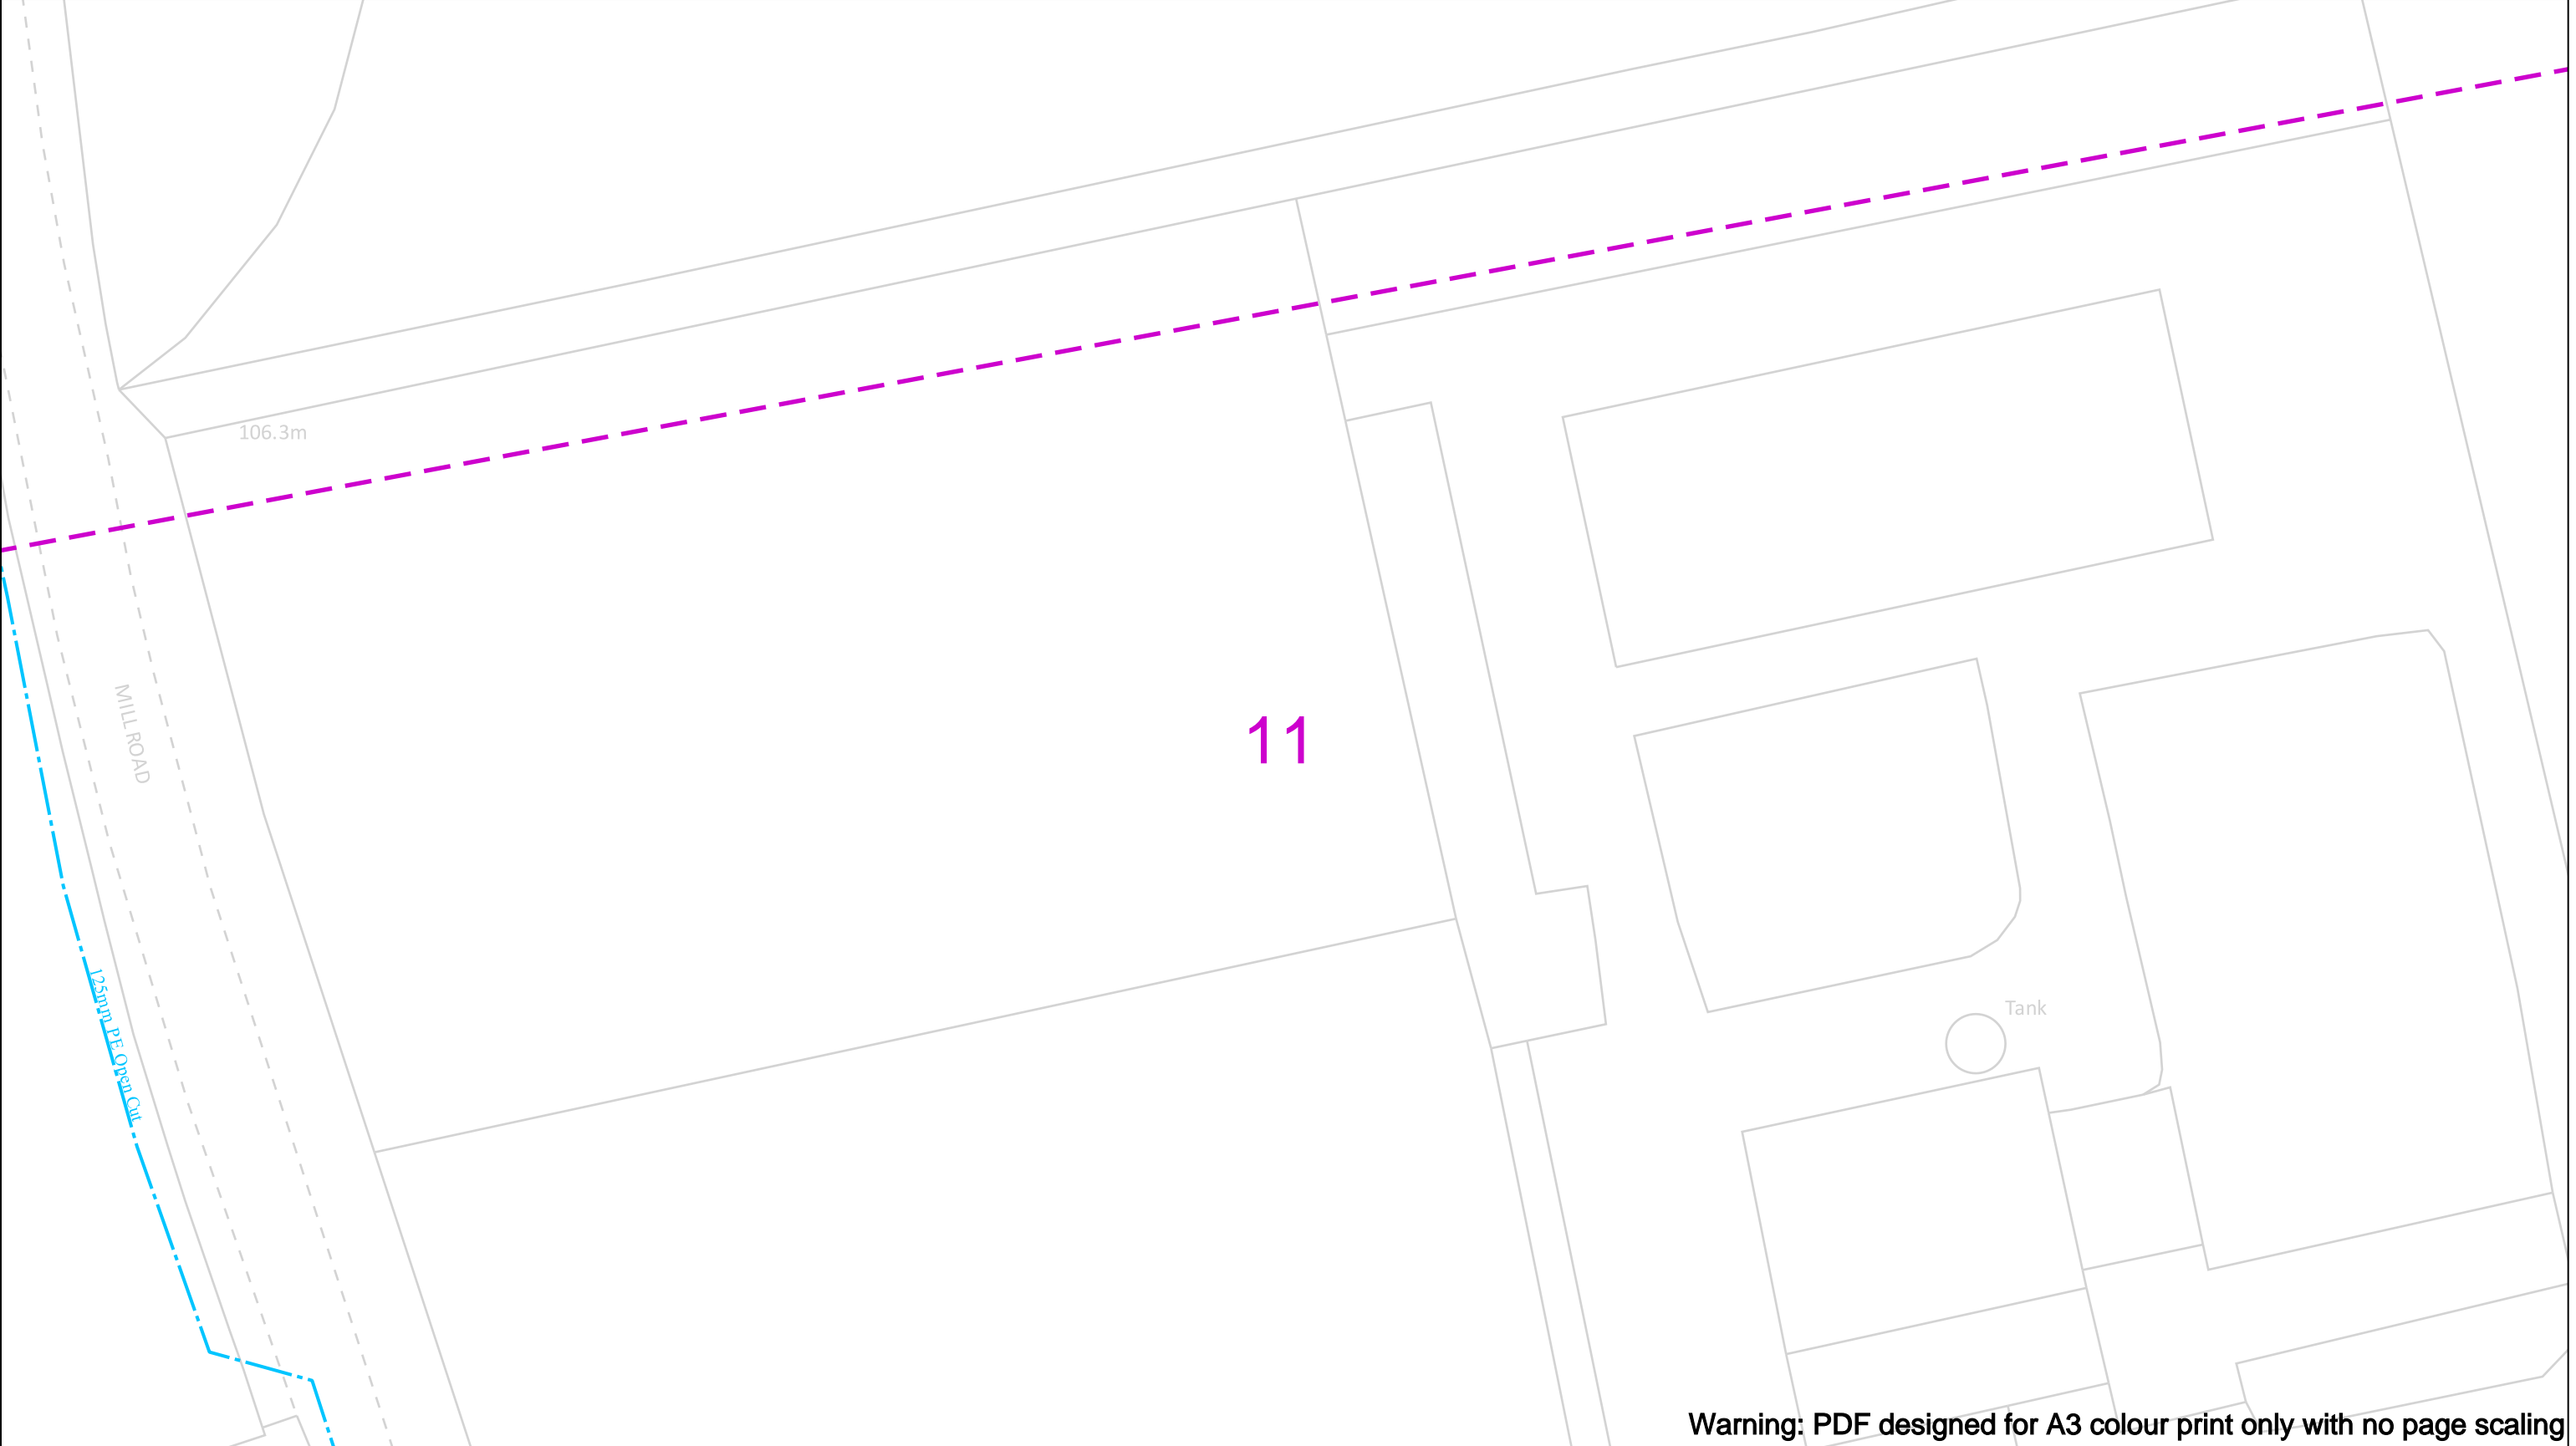 106.3m
MILL ROAD
11
125mm PE Open Cut
Tank
Warning: PDF designed for A3 colour print only with no page scaling